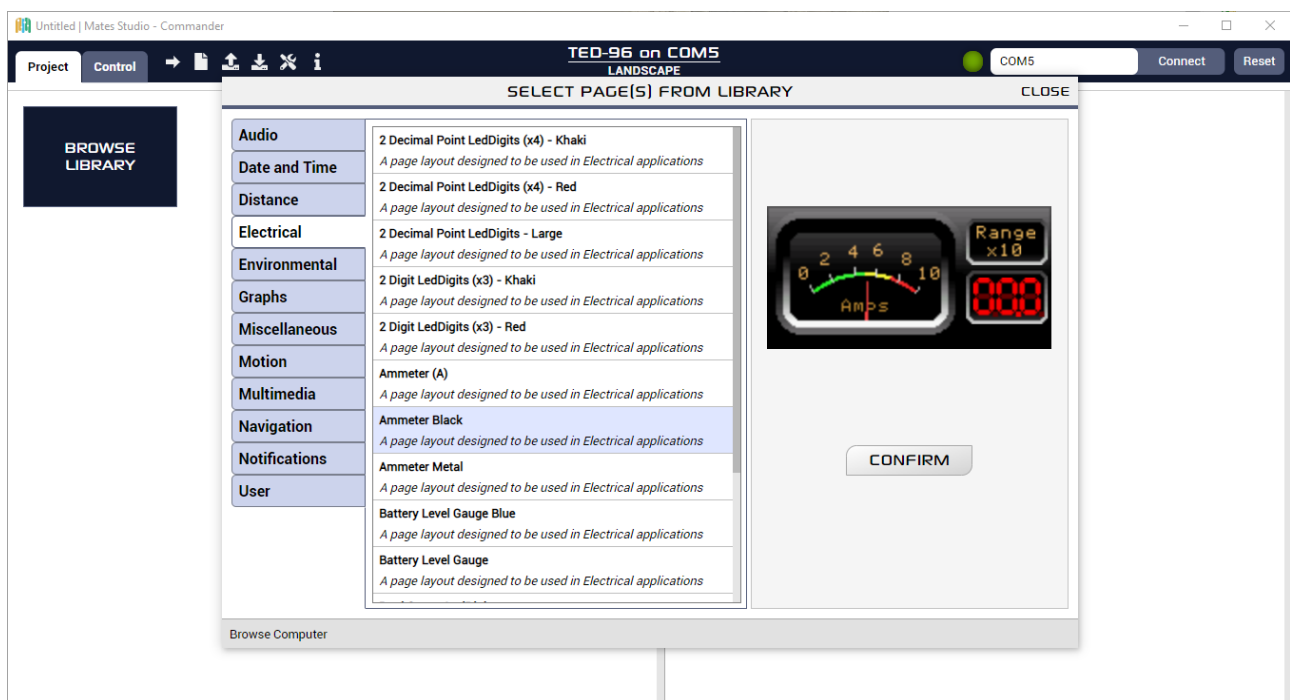 Untitled | Mates Studio - Commander
Project
Control
TED-96 on COM5
LANDSCAPE
COM5
Connect
Reset
SELECT PAGE(S) FROM LIBRARY
CLOSE
BROWSE
LIBRARY
Audio
Date and Time
Distance
Electrical
Environmental
Graphs
Miscellaneous
Motion
Multimedia
Navigation
Notifications
User
2 Decimal Point LedDigits (x4) - Khaki
A page layout designed to be used in Electrical applications
2 Decimal Point LedDigits (x4) - Red
A page layout designed to be used in Electrical applications
2 Decimal Point LedDigits - Large
A page layout designed to be used in Electrical applications
2 Digit LedDigits (x3) - Khaki
A page layout designed to be used in Electrical applications
2 Digit LedDigits (x3) - Red
A page layout designed to be used in Electrical applications
Ammeter (A)
A page layout designed to be used in Electrical applications
Ammeter Black
A page layout designed to be used in Electrical applications
Ammeter Metal
A page layout designed to be used in Electrical applications
Battery Level Gauge Blue
A page layout designed to be used in Electrical applications
Battery Level Gauge
A page layout designed to be used in Electrical applications
0 2 4 6 8 10
Amps
Range
x10
00.0
CONFIRM
Browse Computer